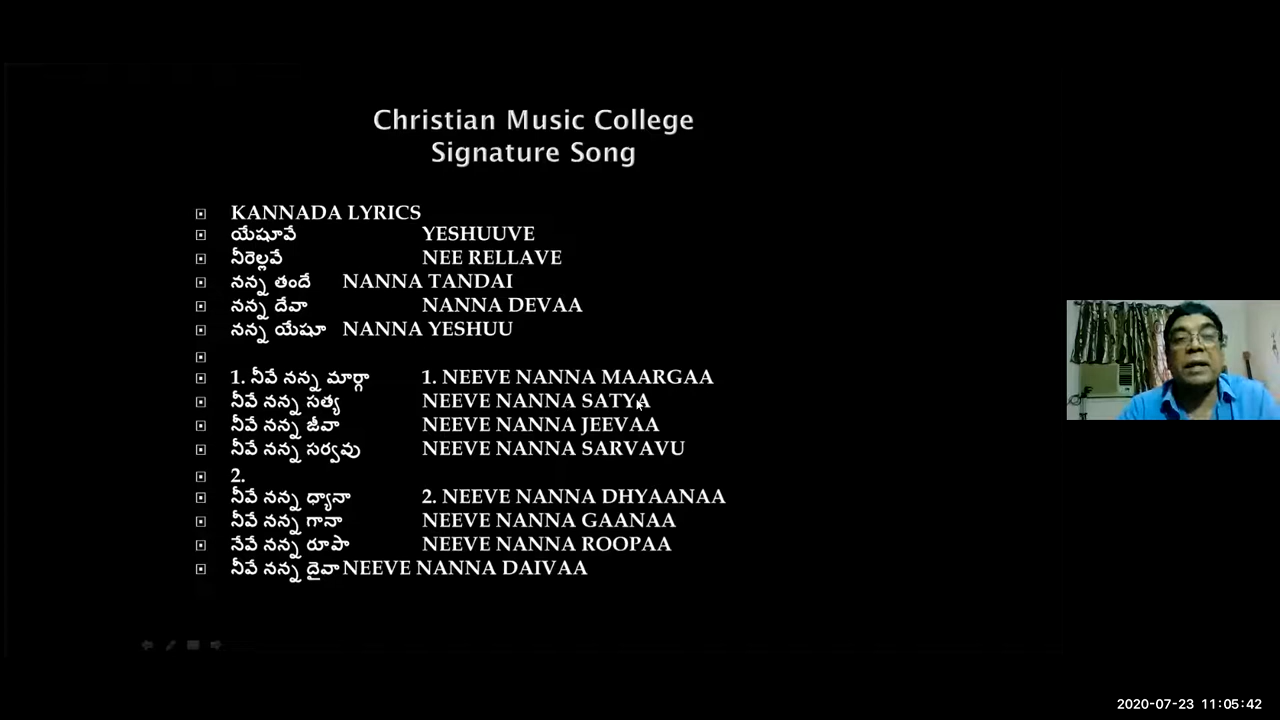 Christian Music College
Signature Song
KANNADA LYRICS
యేషూవే YESHUUVE
నీరెల్లవే NEE RELLAVE
నన్న తందే NANNA TANDAI
నన్న దేవా NANNA DEVAA
నన్న యేషూ NANNA YESHUU
1. నీవే నన్న మార్గా 1. NEEVE NANNA MAARGAA
నీవే నన్న సత్య NEEVE NANNA SATYA
నీవే నన్న జీవా NEEVE NANNA JEEVAA
నీవే నన్న సర్వవు NEEVE NANNA SARVAVU
2.
నీవే నన్న ధ్యానా 2. NEEVE NANNA DHYAANAA
నీవే నన్న గానా NEEVE NANNA GAANAA
నేవే నన్న రూపా NEEVE NANNA ROOPAA
నీవే నన్న దైవా NEEVE NANNA DAIVAA
2020-07-23 11:05:42